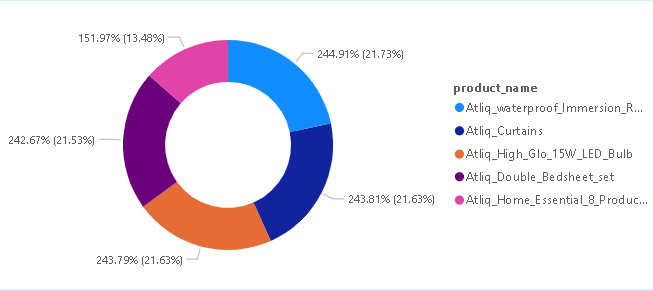 151.97% (13.48%)
244.91% (21.73%)
242.67% (21.53%)
243.81% (21.63%)
243.79% (21.63%)
product_name
Atliq_waterproof_Immersion_R...
Atliq_Curtains
Atliq_High_Glo_15W_LED_Bulb
Atliq_Double_Bedsheet_set
Atliq_Home_Essential_8_Produc...